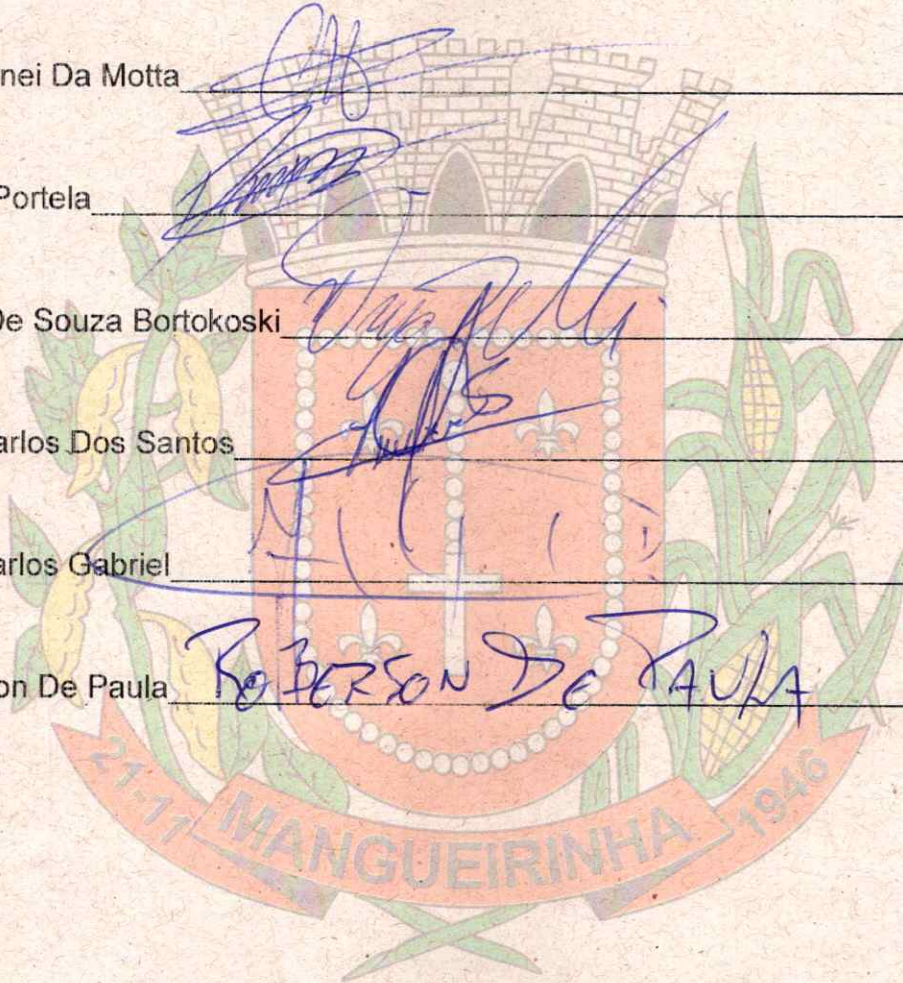 nei Da Motta
Portela
De Souza Bortokoski
arlos Dos Santos
arlos Gabriel
on De Paula ROBERSON DE PAULA
21-11 MANGUEIRINHA 1946